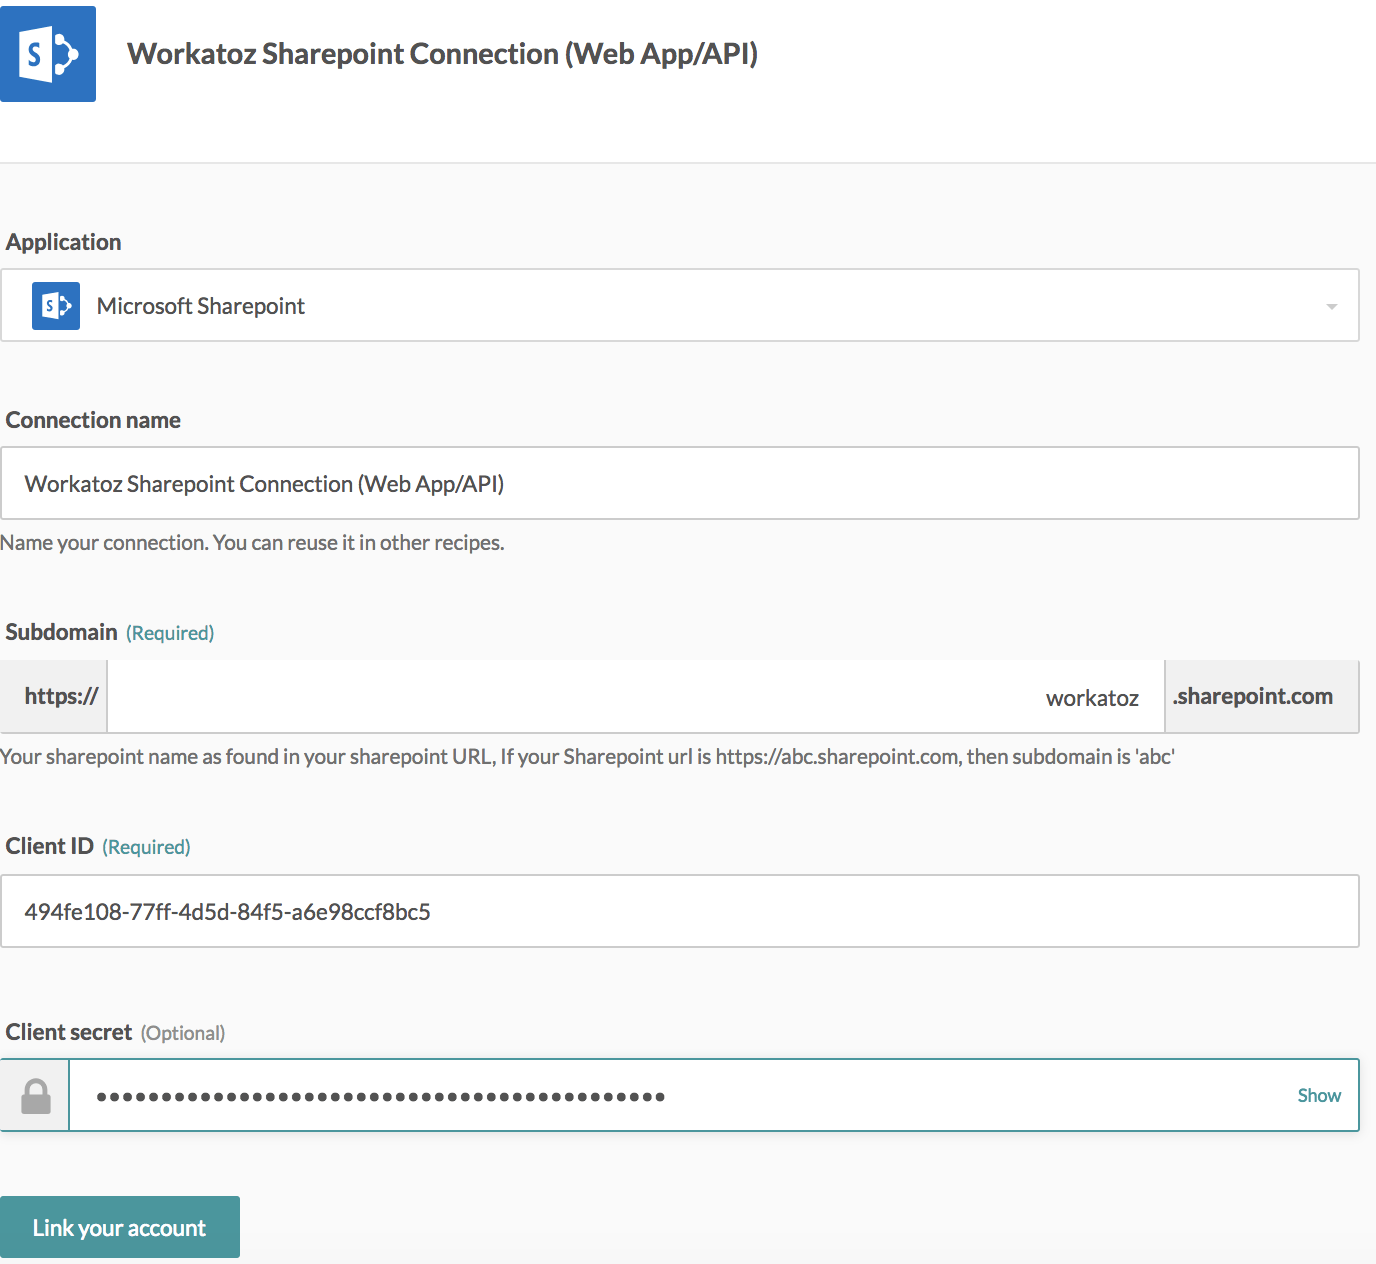 Workatoz Sharepoint Connection (Web App/API)
Application
Microsoft Sharepoint
Connection name
Workatoz Sharepoint Connection (Web App/API)
Name your connection. You can reuse it in other recipes.
Subdomain (Required)
https:// workatoz .sharepoint.com
Your sharepoint name as found in your sharepoint URL, If your Sharepoint url is https://abc.sharepoint.com, then subdomain is 'abc'
Client ID (Required)
494fe108-77ff-4d5d-84f5-a6e98ccf8bc5
Client secret (Optional)
••••••••••••••••••••••••••••••••••••••••••••  Show
Link your account